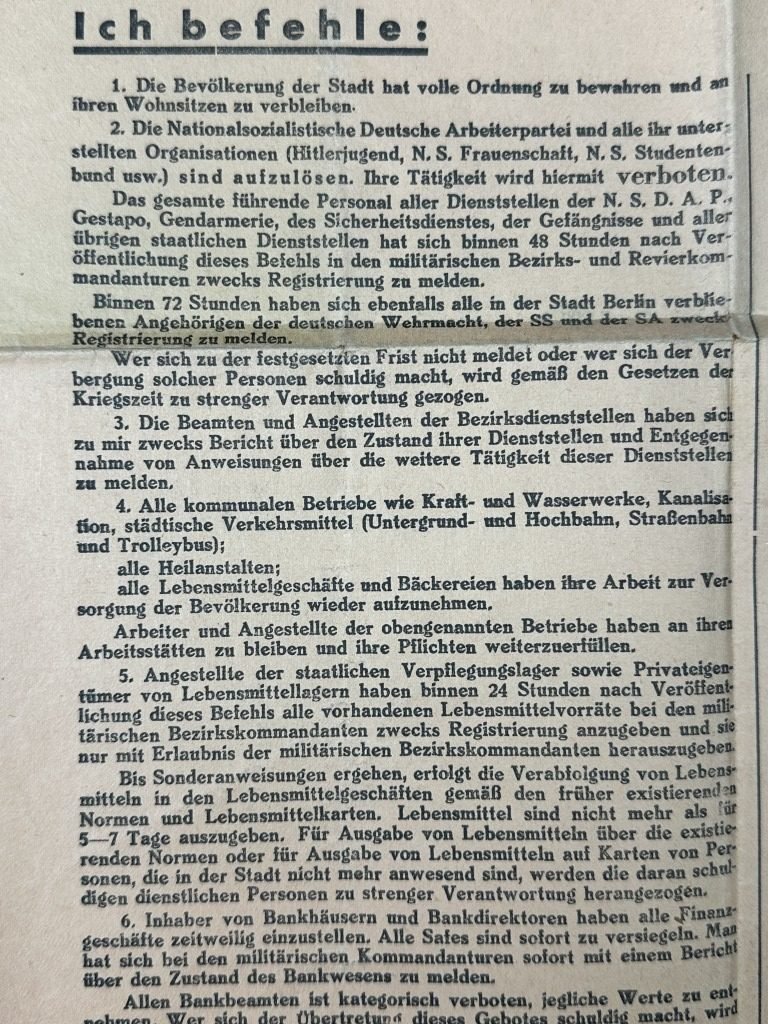 Ich befehle:
1. Die Bevölkerung der Stadt hat volle Ordnung zu bewahren und an
ihren Wohnsitzen zu verbleiben.
2. Die Nationalsozialistische Deutsche Arbeiterpartei und alle ihr unter-
stellten Organisationen (Hitlerjugend, N. S. Frauenschaft, N. S. Studenten-
bund usw.) sind aufzulösen. Ihre Tätigkeit wird hiermit verboten.
Das gesamte führende Personal aller Dienststellen der N. S. D. A. P.,
Gestapo, Gendarmerie, des Sicherheitsdienstes, der Gefängnisse und aller
übrigen staatlichen Dienststellen hat sich binnen 48 Stunden nach Ver-
öffentlichung dieses Befehls in den militärischen Bezirks- und Revierkom-
mandanturen zwecks Registrierung zu melden.
Binnen 72 Stunden haben sich ebenfalls alle in der Stadt Berlin verblie-
benen Angehörigen der deutschen Wehrmacht, der SS und der SA zwecks
Registrierung zu melden.
Wer sich zu der festgesetzten Frist nicht meldet oder wer sich der Ver
bergung solcher Personen schuldig macht, wird gemäß den Gesetzen der
Kriegszeit zu strenger Verantwortung gezogen.
3. Die Beamten und Angestellten der Bezirksdienststellen haben sich
zu mir zwecks Bericht über den Zustand ihrer Dienststellen und Entgegen-
nahme von Anweisungen über die weitere Tätigkeit dieser Dienststellen
zu melden.
4. Alle kommunalen Betriebe wie Kraft- und Wasserwerke, Kanalisa-
tion, städtische Verkehrsmittel (Untergrund- und Hochbahn, Straßenbahn
und Trolleybus);
alle Heilanstalten;
alle Lebensmittelgeschäfte und Bäckereien haben ihre Arbeit zur Ver-
sorgung der Bevölkerung wieder aufzunehmen.
Arbeiter und Angestellte der obengenannten Betriebe haben an ihren
Arbeitsstätten zu bleiben und ihre Pflichten weiterzuerfüllen.
5. Angestellte der staatlichen Verpflegungslager sowie Privateigen-
tümer von Lebensmittellagern haben binnen 24 Stunden nach Veröffent-
lichung dieses Befehls alle vorhandenen Lebensmittelvorräte bei den mili-
tärischen Bezirkskommandanten zwecks Registrierung anzugeben und sie
nur mit Erlaubnis der militärischen Bezirkskommandanten herauszugeben.
Bis Sonderanweisungen ergehen, erfolgt die Verabfolgung von Lebens-
mitteln in den Lebensmittelgeschäften gemäß den früher existierenden
Normen und Lebensmittelkarten. Lebensmittel sind nicht mehr als für
5—7 Tage auszugeben. Für Ausgabe von Lebensmitteln über die existie-
renden Normen oder für Ausgabe von Lebensmitteln auf Karten von Per-
sonen, die in der Stadt nicht mehr anwesend sind, werden die daran schul-
digen dienstlichen Personen zu strenger Verantwortung herangezogen.
6. Inhaber von Bankhäusern und Bankdirektoren haben alle Finanz-
geschäfte zeitweilig einzustellen. Alle Safes sind sofort zu versiegeln. Man
hat sich bei den militärischen Kommandanturen sofort mit einem Bericht
über den Zustand des Bankwesens zu melden.
Allen Bankbeamten ist kategorisch verboten, jegliche Werte zu ent-
nehmen. Wer sich der Übertretung dieses Gebotes schuldig macht, wird